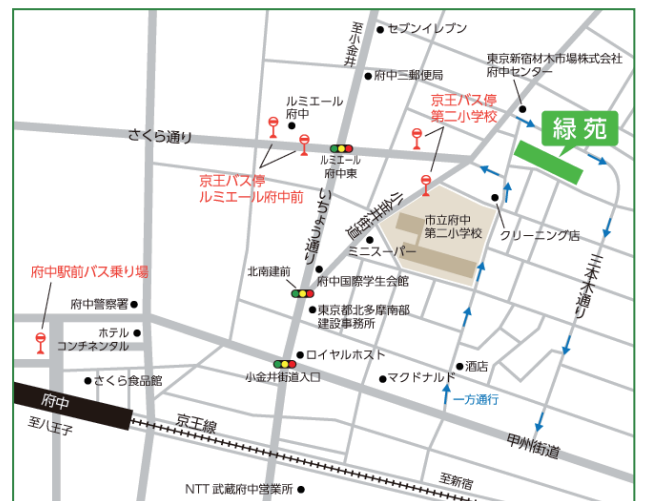 至小金井
セブンイレブン
府中三郵便局
東京新宿材木市場株式会社
府中センター
ルミエール
府中
京王バス停
第二小学校
緑苑
さくら通り
ルミエール
府中東
京王バス停
ルミエール府中前
いちょう通り
小金井街道
市立府中
第二小学校
クリーニング店
ミニスーパー
三本木通り
府中駅前バス乗り場
北南建前
府中国際学生会館
府中警察署
東京都北多摩南部
建設事務所
ホテル
コンチネンタル
ロイヤルホスト
小金井街道入口
マクドナルド
酒店
さくら食品館
一方通行
府中
至八王子
京王線
甲州街道
至新宿
NTT 武蔵府中営業所